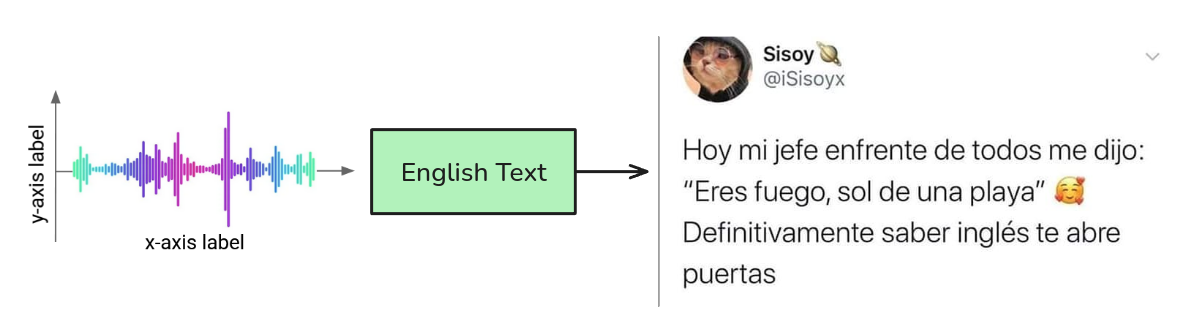 y-axis label
x-axis label
English Text
Sisoy 🪐
@iSisoyx
Hoy mi jefe enfrente de todos me dijo:
“Eres fuego, sol de una playa” 🥰
Definitivamente saber inglés te abre
puertas